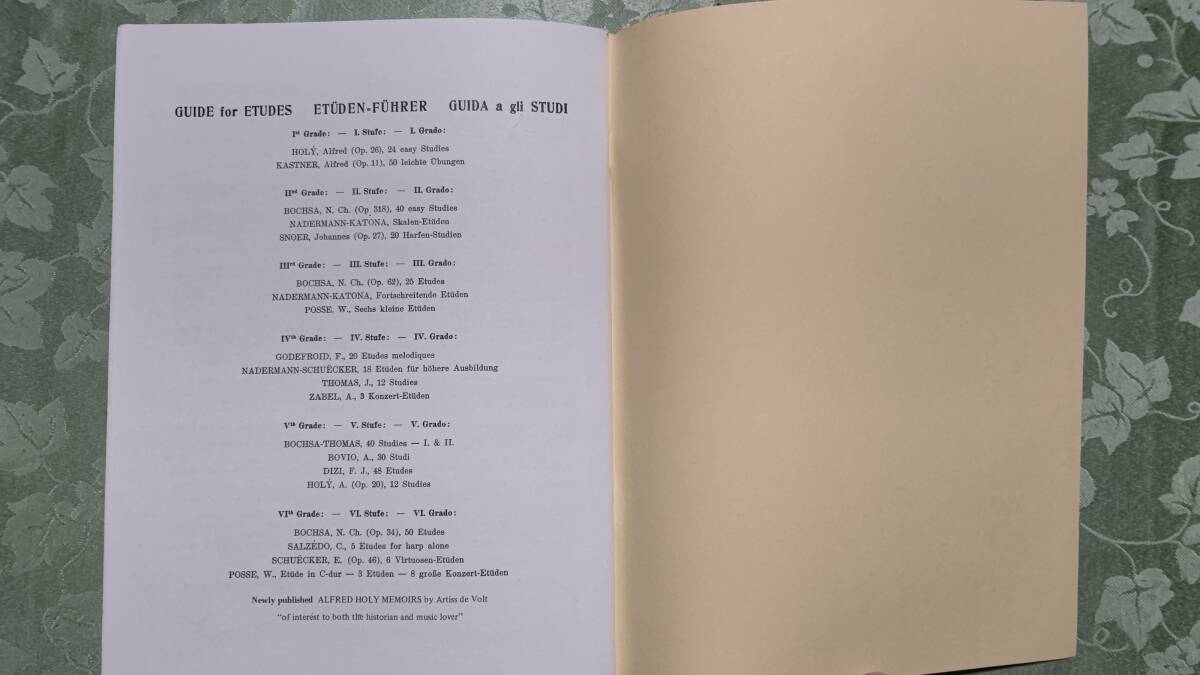 GUIDE for ETUDES ETÜDEN-FÜHRER GUIDA a gli STUDI
Ist Grade: — I. Stufe: — I. Grado:
HOLÝ, Alfred (Op. 26), 24 easy Studies
KASTNER, Alfred (Op. 11), 50 leichte Übungen
IInd Grade: — II. Stufe: — II. Grado:
BOCHSA, N. Ch. (Op. 318), 40 easy Studies
NADERMANN-KATONA, Skalen-Etüden
SNOER, Johannes (Op. 27), 20 Harfen-Studien
IIIrd Grade: — III. Stufe: — III. Grado:
BOCHSA, N. Ch. (Op. 62), 25 Etudes
NADERMANN-KATONA, Fortschreitende Etüden
POSSE, W., Sechs kleine Etüden
IVth Grade: — IV. Stufe: — IV. Grado:
GODEFROID, F., 20 Etudes melodiques
NADERMANN-SCHUËCKER, 18 Etüden für höhere Ausbildung
THOMAS, J., 12 Studies
ZABEL, A., 3 Konzert-Etüden
Vth Grade: — V. Stufe: — V. Grado:
BOCHSA-THOMAS, 40 Studies — I. & II.
BOVIO, A., 30 Studi
DIZI, F. J., 48 Etudes
HOLÝ, A. (Op. 20), 12 Studies
VIth Grade: — VI. Stufe: — VI. Grado:
BOCHSA, N. Ch. (Op. 34), 50 Etudes
SALZÉDO, C., 5 Etudes for harp alone
SCHUËCKER, E. (Op. 46), 6 Virtuosen-Etüden
POSSE, W., Etüde in C-dur — 3 Etüden — 8 große Konzert-Etüden
Newly published ALFRED HOLY MEMOIRS by Artiss de Volt
"of interest to both the historian and music lover"